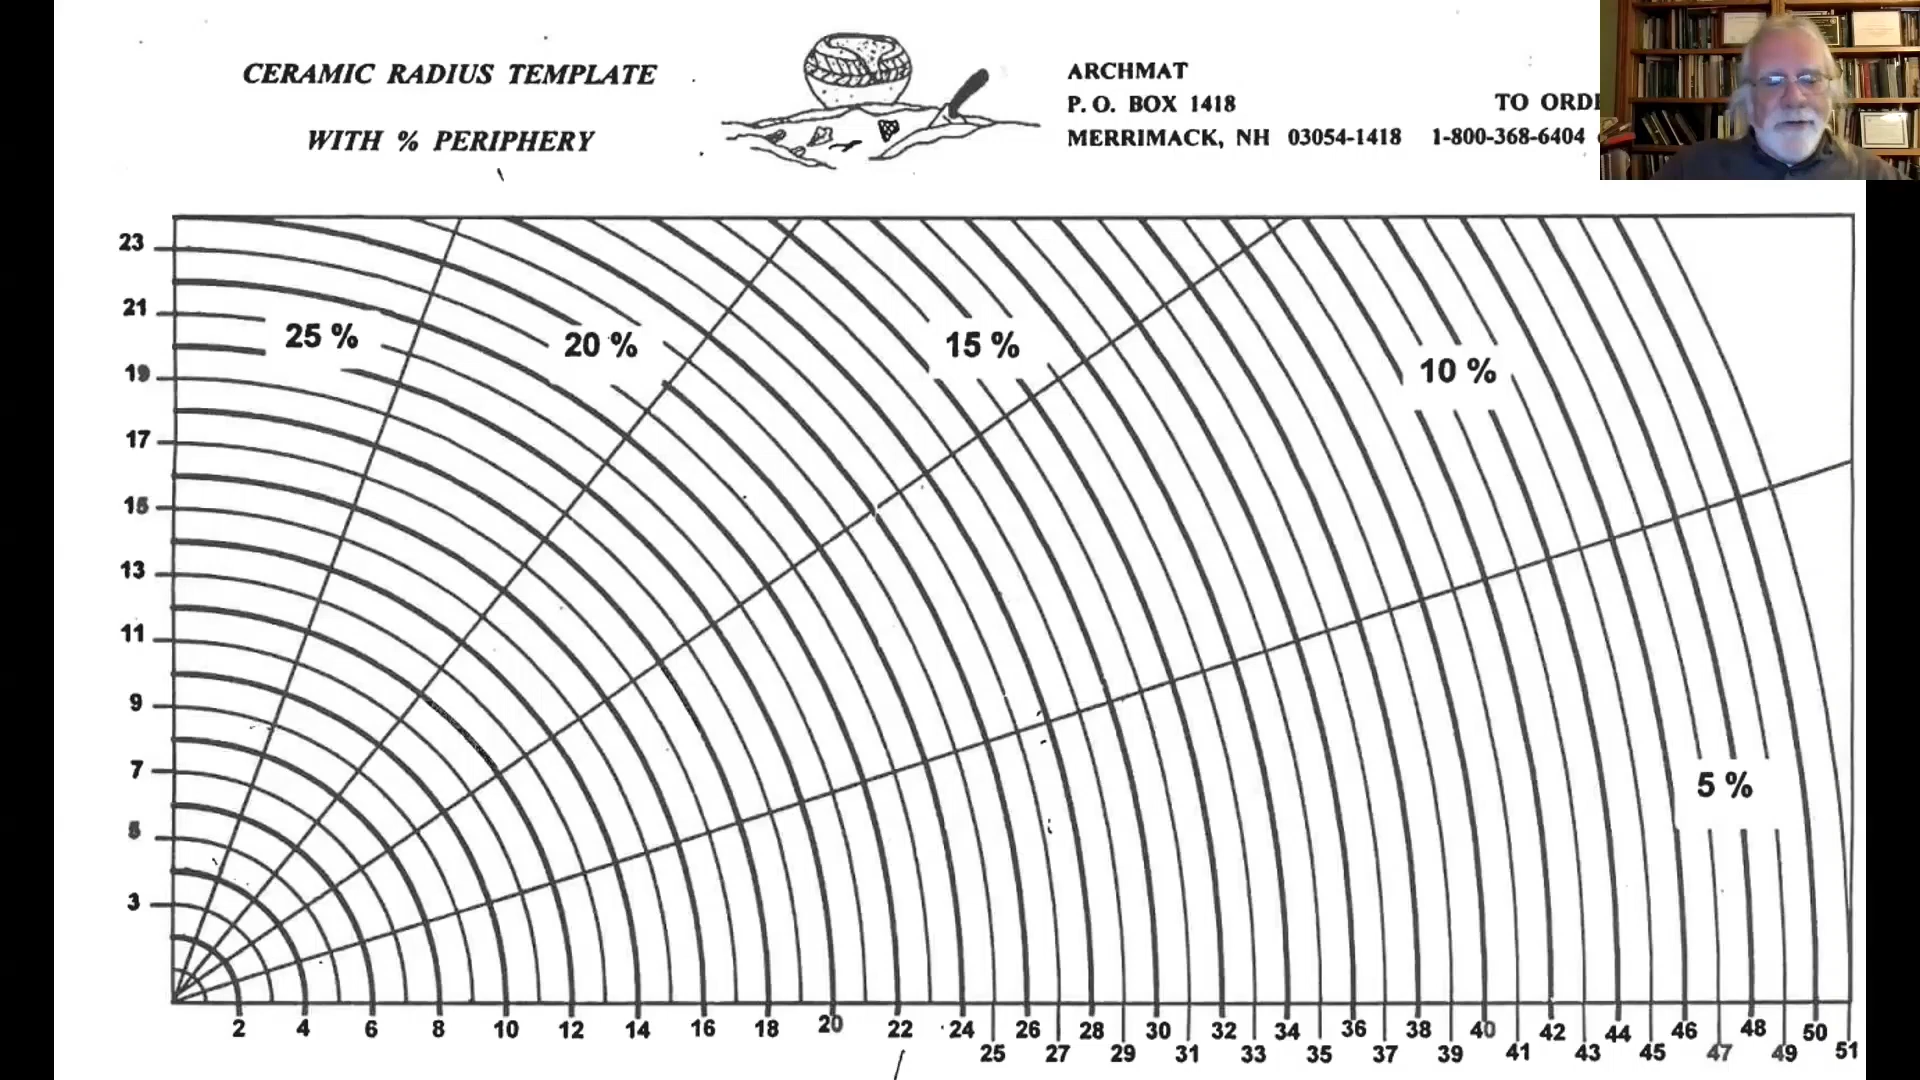 CERAMIC RADIUS TEMPLATE
WITH % PERIPHERY
ARCHMAT
P. O. BOX 1418
TO
MERRIMACK, NH 03054-1418 1-800-368-6404
23
21
19
17
15
13
11
9
7
5
3
25 %
20 %
15 %
10 %
5 %
2 4 6 8 10 12 14 16 18 20 22 24 26 28 30 32 34 36 38 40 42 44 46 48 50
25 27 29 31 33 35 37 39 41 43 45 47 49 51